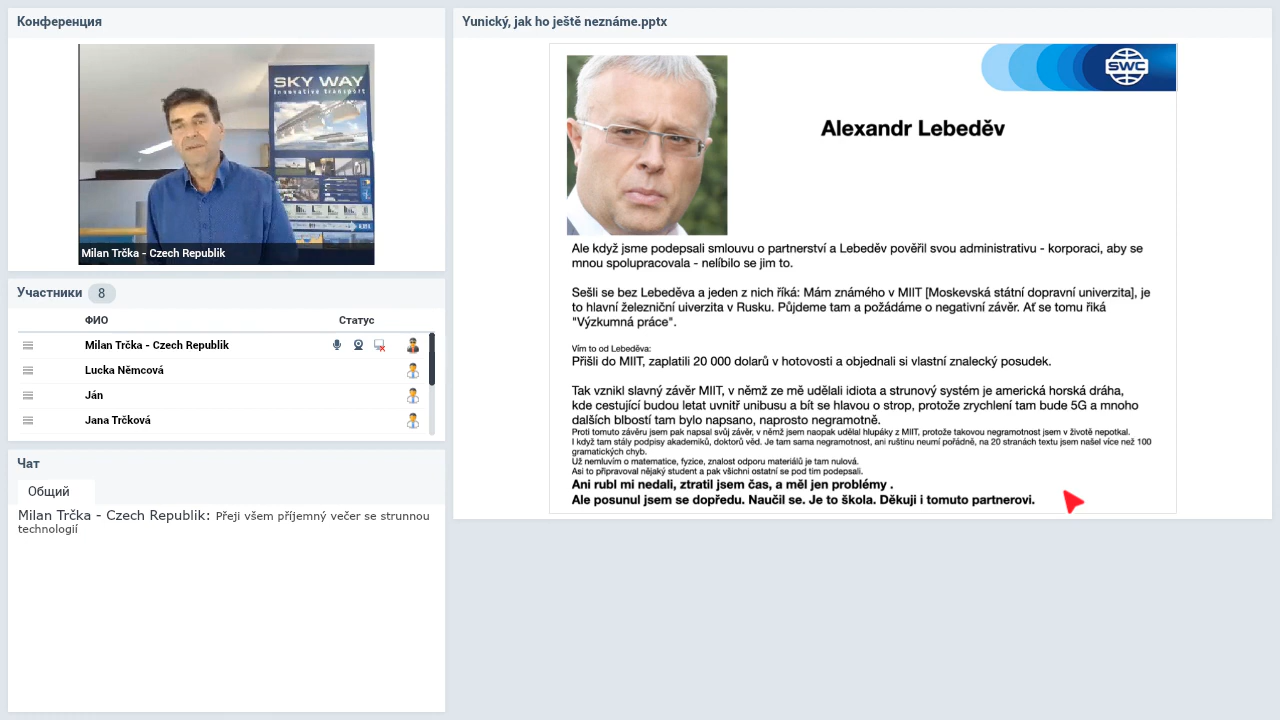 Конференция
SKY WAY
Innovative transport
Milan Trčka - Czech Republik
Участники 8
ФИО Статус
Milan Trčka - Czech Republik
Lucka Němcová
Ján
Jana Trčková
Чат
Общий
Milan Trčka - Czech Republik: Přeji všem příjemný večer se strunnou
technologií
Yunický, jak ho ještě neznáme.pptx
SWC
Alexandr Lebeděv
Ale když jsme podepsali smlouvu o partnerství a Lebeděv pověřil svou administrativu - korporaci, aby se
mnou spolupracovala - nelíbilo se jim to.
Sešli se bez Lebeděva a jeden z nich říká: Mám známého v MIIT [Moskevská státní dopravní univerzita], je
to hlavní železniční uiverzita v Rusku. Půjdeme tam a požádáme o negativní závěr. Ať se tomu říká
"Výzkumná práce".
Vím to od Lebeděva:
Přišli do MIIT, zaplatili 20 000 dolarů v hotovosti a objednali si vlastní znalecký posudek.
Tak vznikl slavný závěr MIIT, v němž ze mě udělali idiota a strunový systém je americká horská dráha,
kde cestující budou letat uvnitř unibusu a bít se hlavou o strop, protože zrychlení tam bude 5G a mnoho
dalších blbostí tam bylo napsano, naprosto negramotně.
Proti tomuto závěru jsem pak napsal svůj závěr, v němž jsem naopak udělal hlupáky z MIIT, protože takovou negramotnost jsem v životě nepotkal.
I když tam stály podpisy akademiků, doktorů věd. Je tam sama negramotnost, ani ruštinu neumí pořádně, na 20 stranách textu jsem našel více než 100
gramatických chyb.
Už nemluvím o matematice, fyzice, znalost odporu materiálů je tam nulová.
Asi to připravoval nějaký student a pak všichni ostatní se pod tim podepsali.
Ani rubl mi nedali, ztratil jsem čas, a měl jen problémy .
Ale posunul jsem se dopředu. Naučil se. Je to škola. Děkuji i tomuto partnerovi.